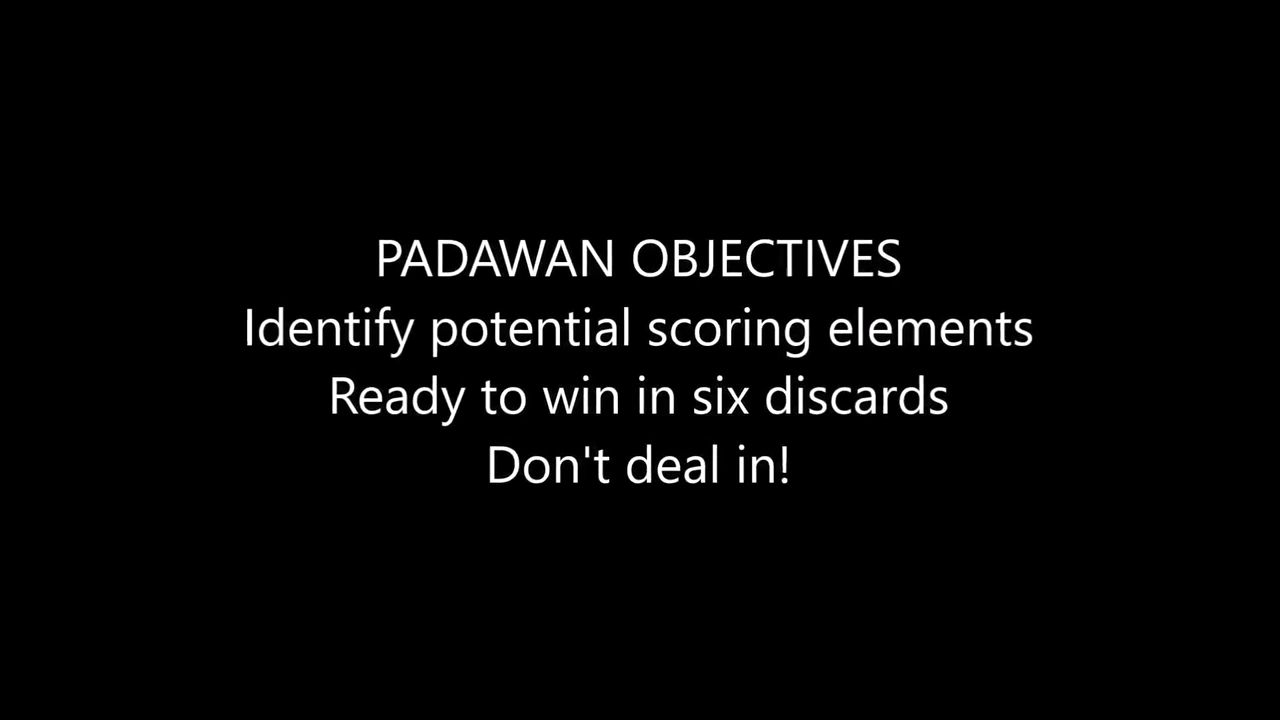 PADAWAN OBJECTIVES
Identify potential scoring elements
Ready to win in six discards
Don't deal in!